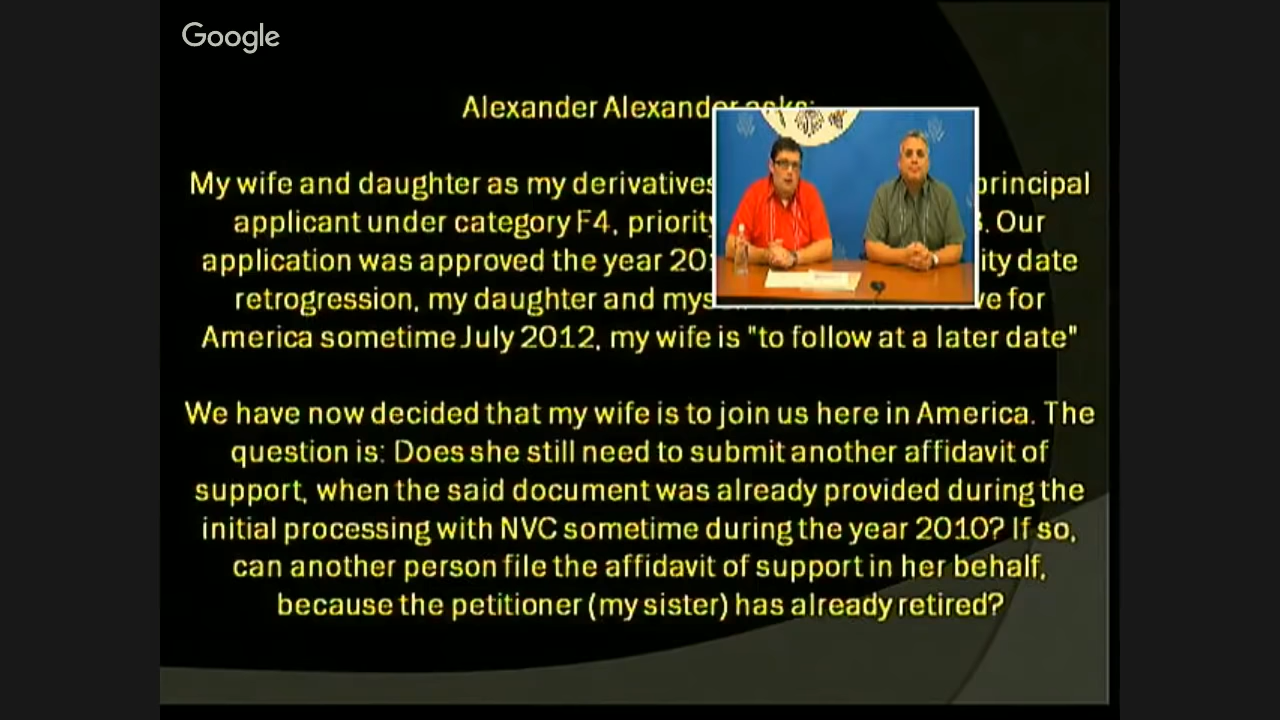 Google
Alexander Alexander asks:
My wife and daughter as my derivatives principal
applicant under category F4, priority . Our
application was approved the year date
retrogression, my daughter and for
America sometime July 2012, my wife is "to follow at a later date"
We have now decided that my wife is to join us here in America. The
question is: Does she still need to submit another affidavit of
support, when the said document was already provided during the
initial processing with NVC sometime during the year 2010? If so,
can another person file the affidavit of support in her behalf,
because the petitioner (my sister) has already retired?